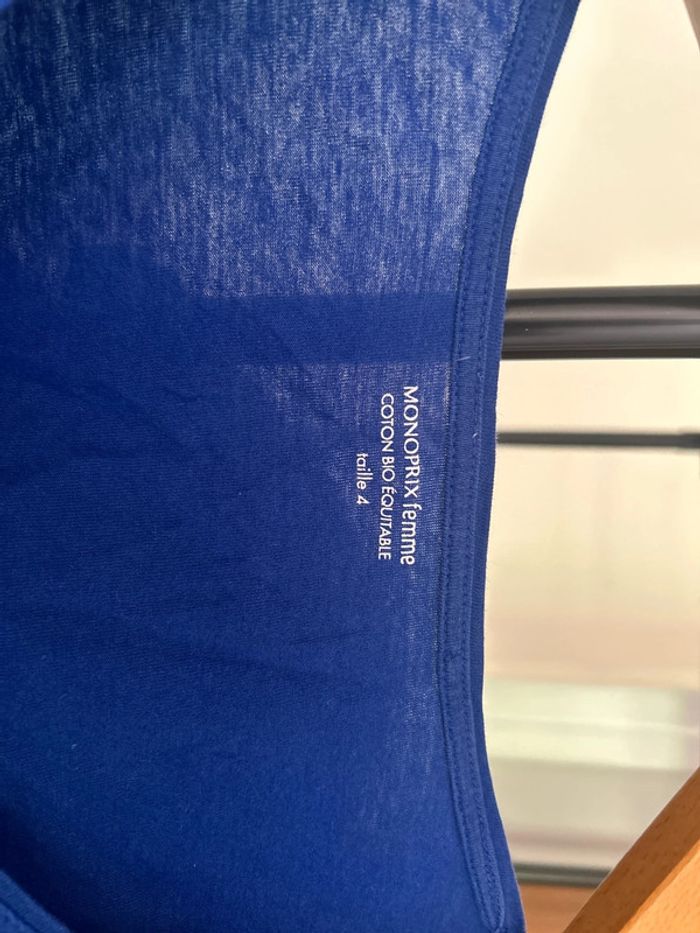 MONOPRIX femme
COTON BIO ÉQUITABLE
taille 4